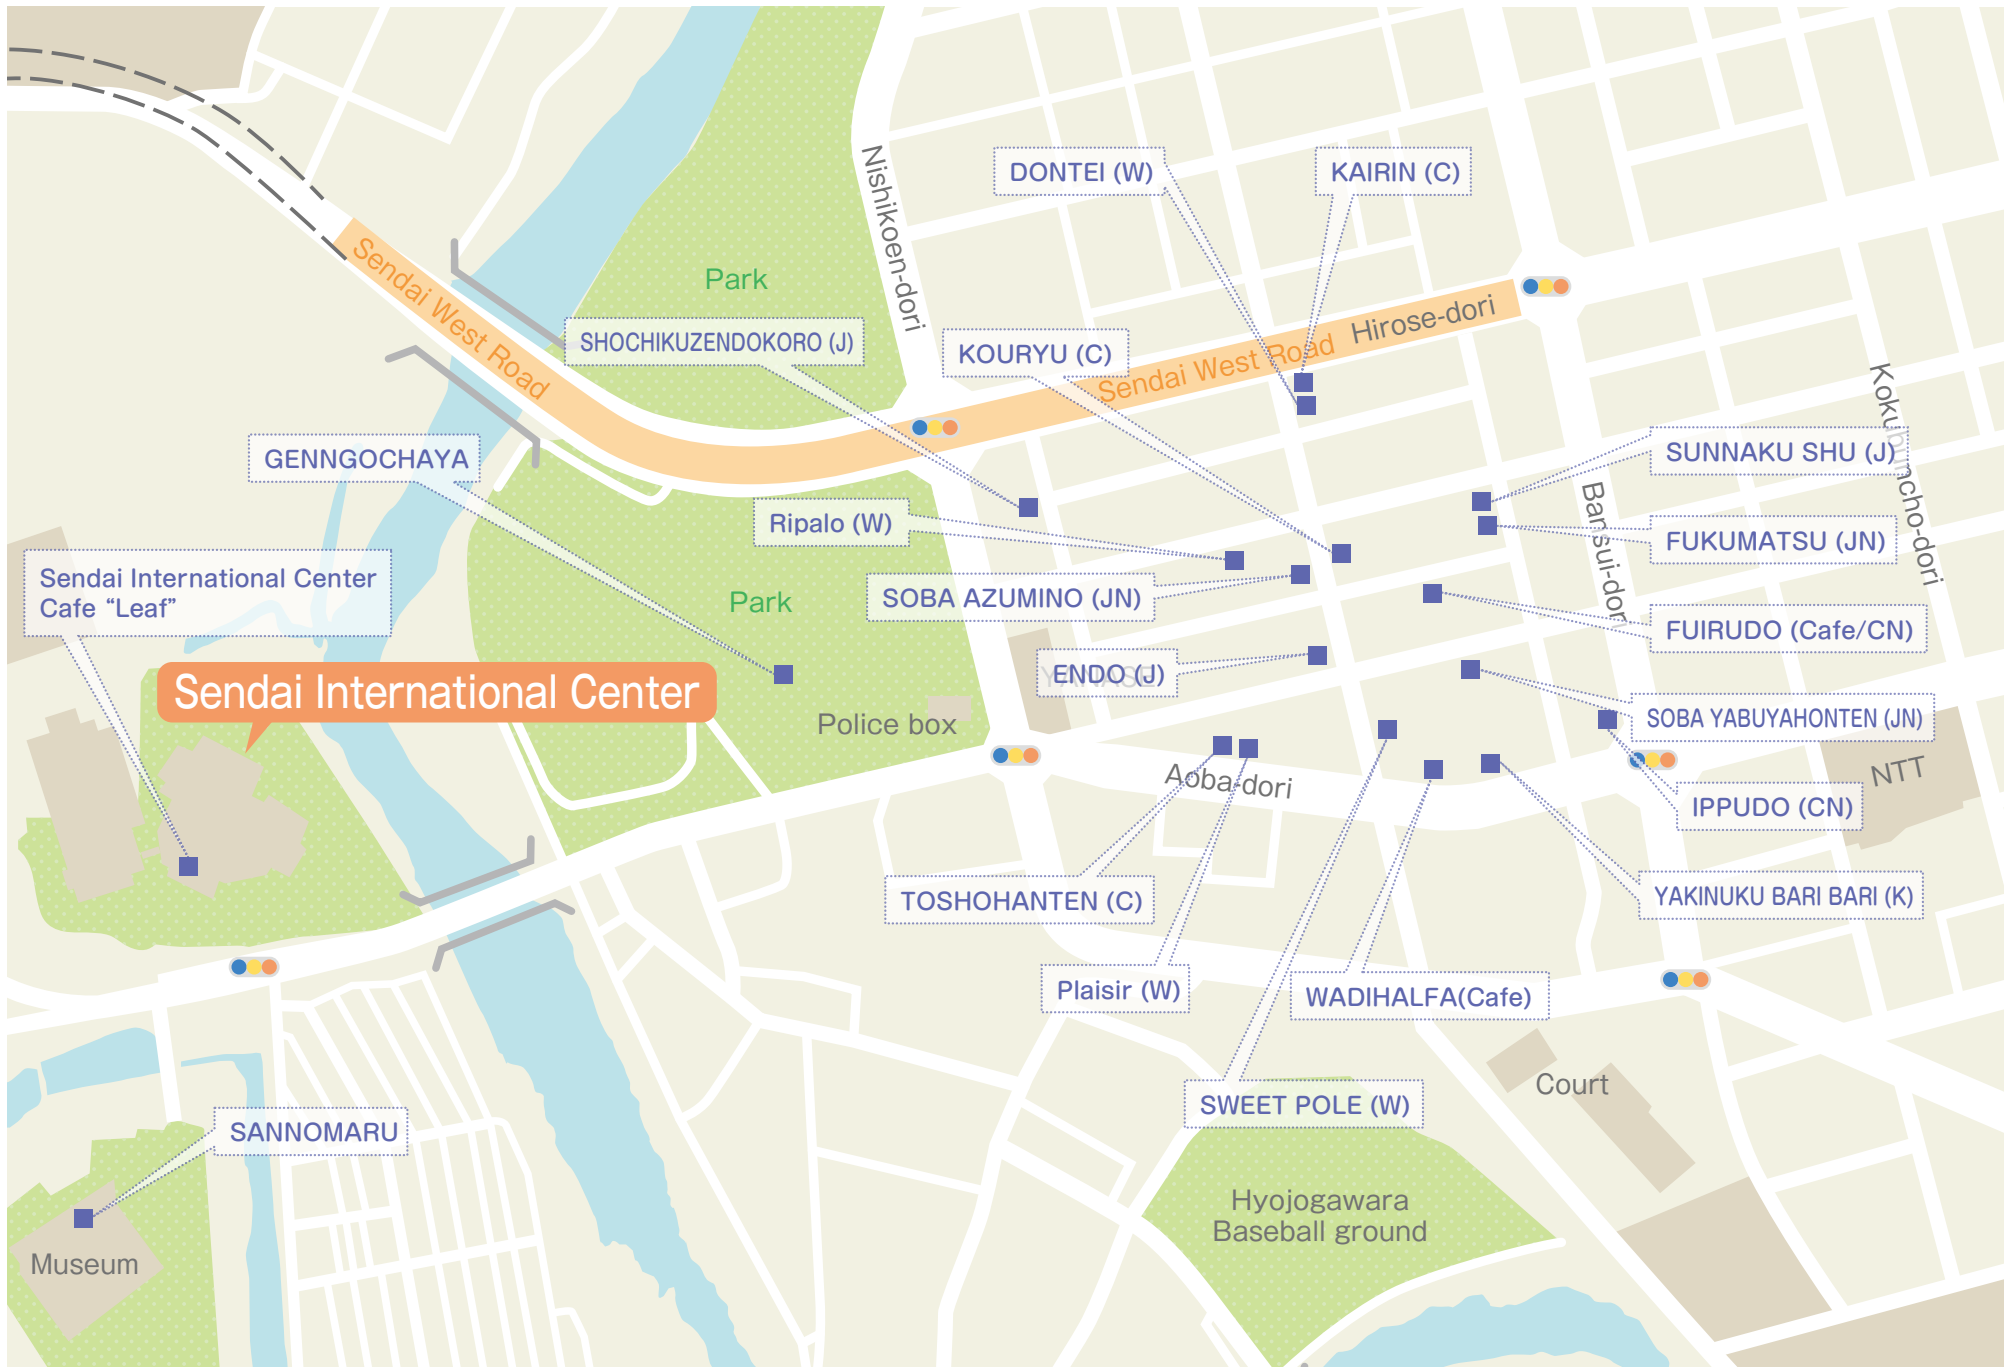 DONTEI (W)
KAIRIN (C)
Nishikoen-dori
Sendai West Road
Park
SHOCHIKUZENDOKORO (J)
KOURYU (C)
Sendai West Road
Hirose-dori
Kokubuncho-dori
GENNGOCHAYA
SUNNAKU SHU (J)
Ripalo (W)
Bansui-dori
FUKUMATSU (JN)
Sendai International Center
Cafe “Leaf”
Park
SOBA AZUMINO (JN)
FUIRUDO (Cafe/CN)
ENDO (J)
YANASE
Sendai International Center
Police box
SOBA YABUYAHONTEN (JN)
Aoba-dori
NTT
IPPUDO (CN)
TOSHOHANTEN (C)
YAKINUKU BARI BARI (K)
Plaisir (W)
WADIHALFA(Cafe)
Court
SWEET POLE (W)
SANNOMARU
Hyojogawara
Baseball ground
Museum